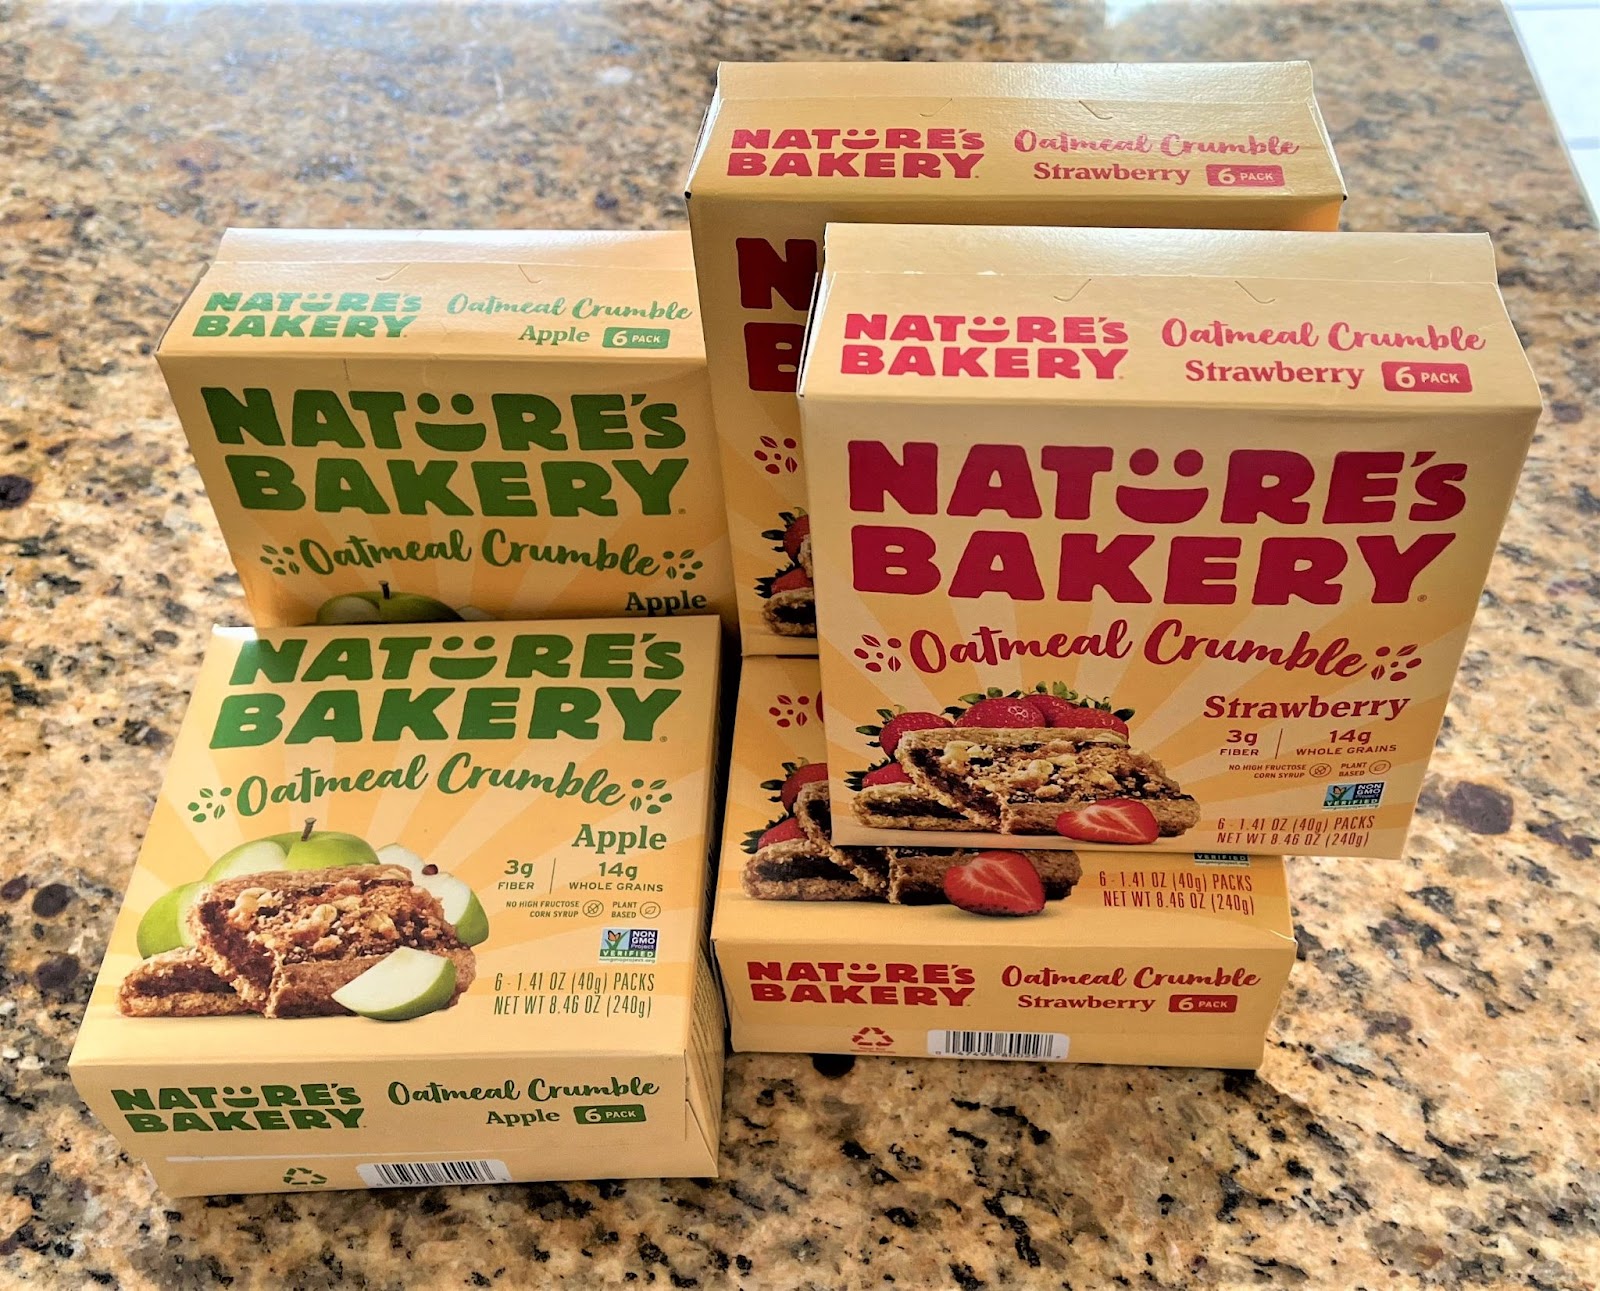 NATURE'S
BAKERY
Oatmeal Crumble
Strawberry 6 PACK
N
B
NATURE'S
BAKERY
Oatmeal Crumble
Apple 6 PACK
NATURE'S
BAKERY.
Oatmeal Crumble
Apple
NATURE'S
BAKERY
Oatmeal Crumble
Strawberry 6 PACK
NATURE'S
BAKERY®
Oatmeal Crumble
Strawberry
3g FIBER
14g WHOLE GRAINS
NO HIGH FRUCTOSE
CORN SYRUP
PLANT
BASED
NON
GMO
Project
VERIFIED
6 - 1.41 OZ (40g) PACKS
NET WT 8.46 OZ (240g)
NATURE'S
BAKERY.
Oatmeal Crumble
Apple
3g FIBER
14g WHOLE GRAINS
NO HIGH FRUCTOSE
CORN SYRUP
PLANT
BASED
NON
GMO
Project
VERIFIED
nongmoproject.org
6 - 1.41 OZ (40g) PACKS
NET WT 8.46 OZ (240g)
NATURE'S
BAKERY
Oatmeal Crumble
Apple 6 PACK
VERIFIED
6 - 1.41 OZ (40g) PACKS
NET WT 8.46 OZ (240g)
NATURE'S
BAKERY
Oatmeal Crumble
Strawberry 6 PACK